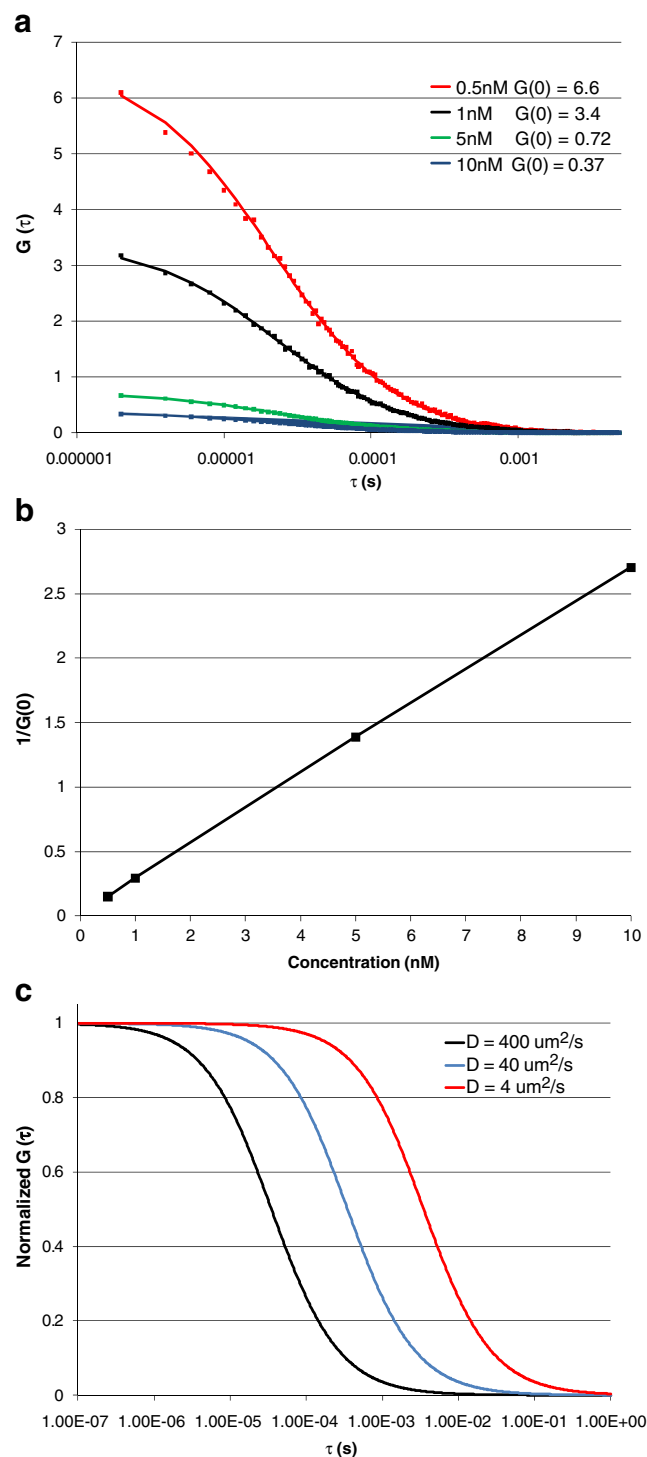 a
7
6
5
4
3
2
1
0
G (τ)
0.5nM G(0) = 6.6
1nM G(0) = 3.4
5nM G(0) = 0.72
10nM G(0) = 0.37
0.000001 0.00001 0.0001 0.001
τ (s)
b
3
2.5
2
1.5
1
0.5
0
1/G(0)
0 1 2 3 4 5 6 7 8 9 10
Concentration (nM)
c
1
0.8
0.6
0.4
0.2
0
Normalized G (τ)
D = 400 um²/s
D = 40 um²/s
D = 4 um²/s
1.00E-07 1.00E-06 1.00E-05 1.00E-04 1.00E-03 1.00E-02 1.00E-01 1.00E+00
τ (s)